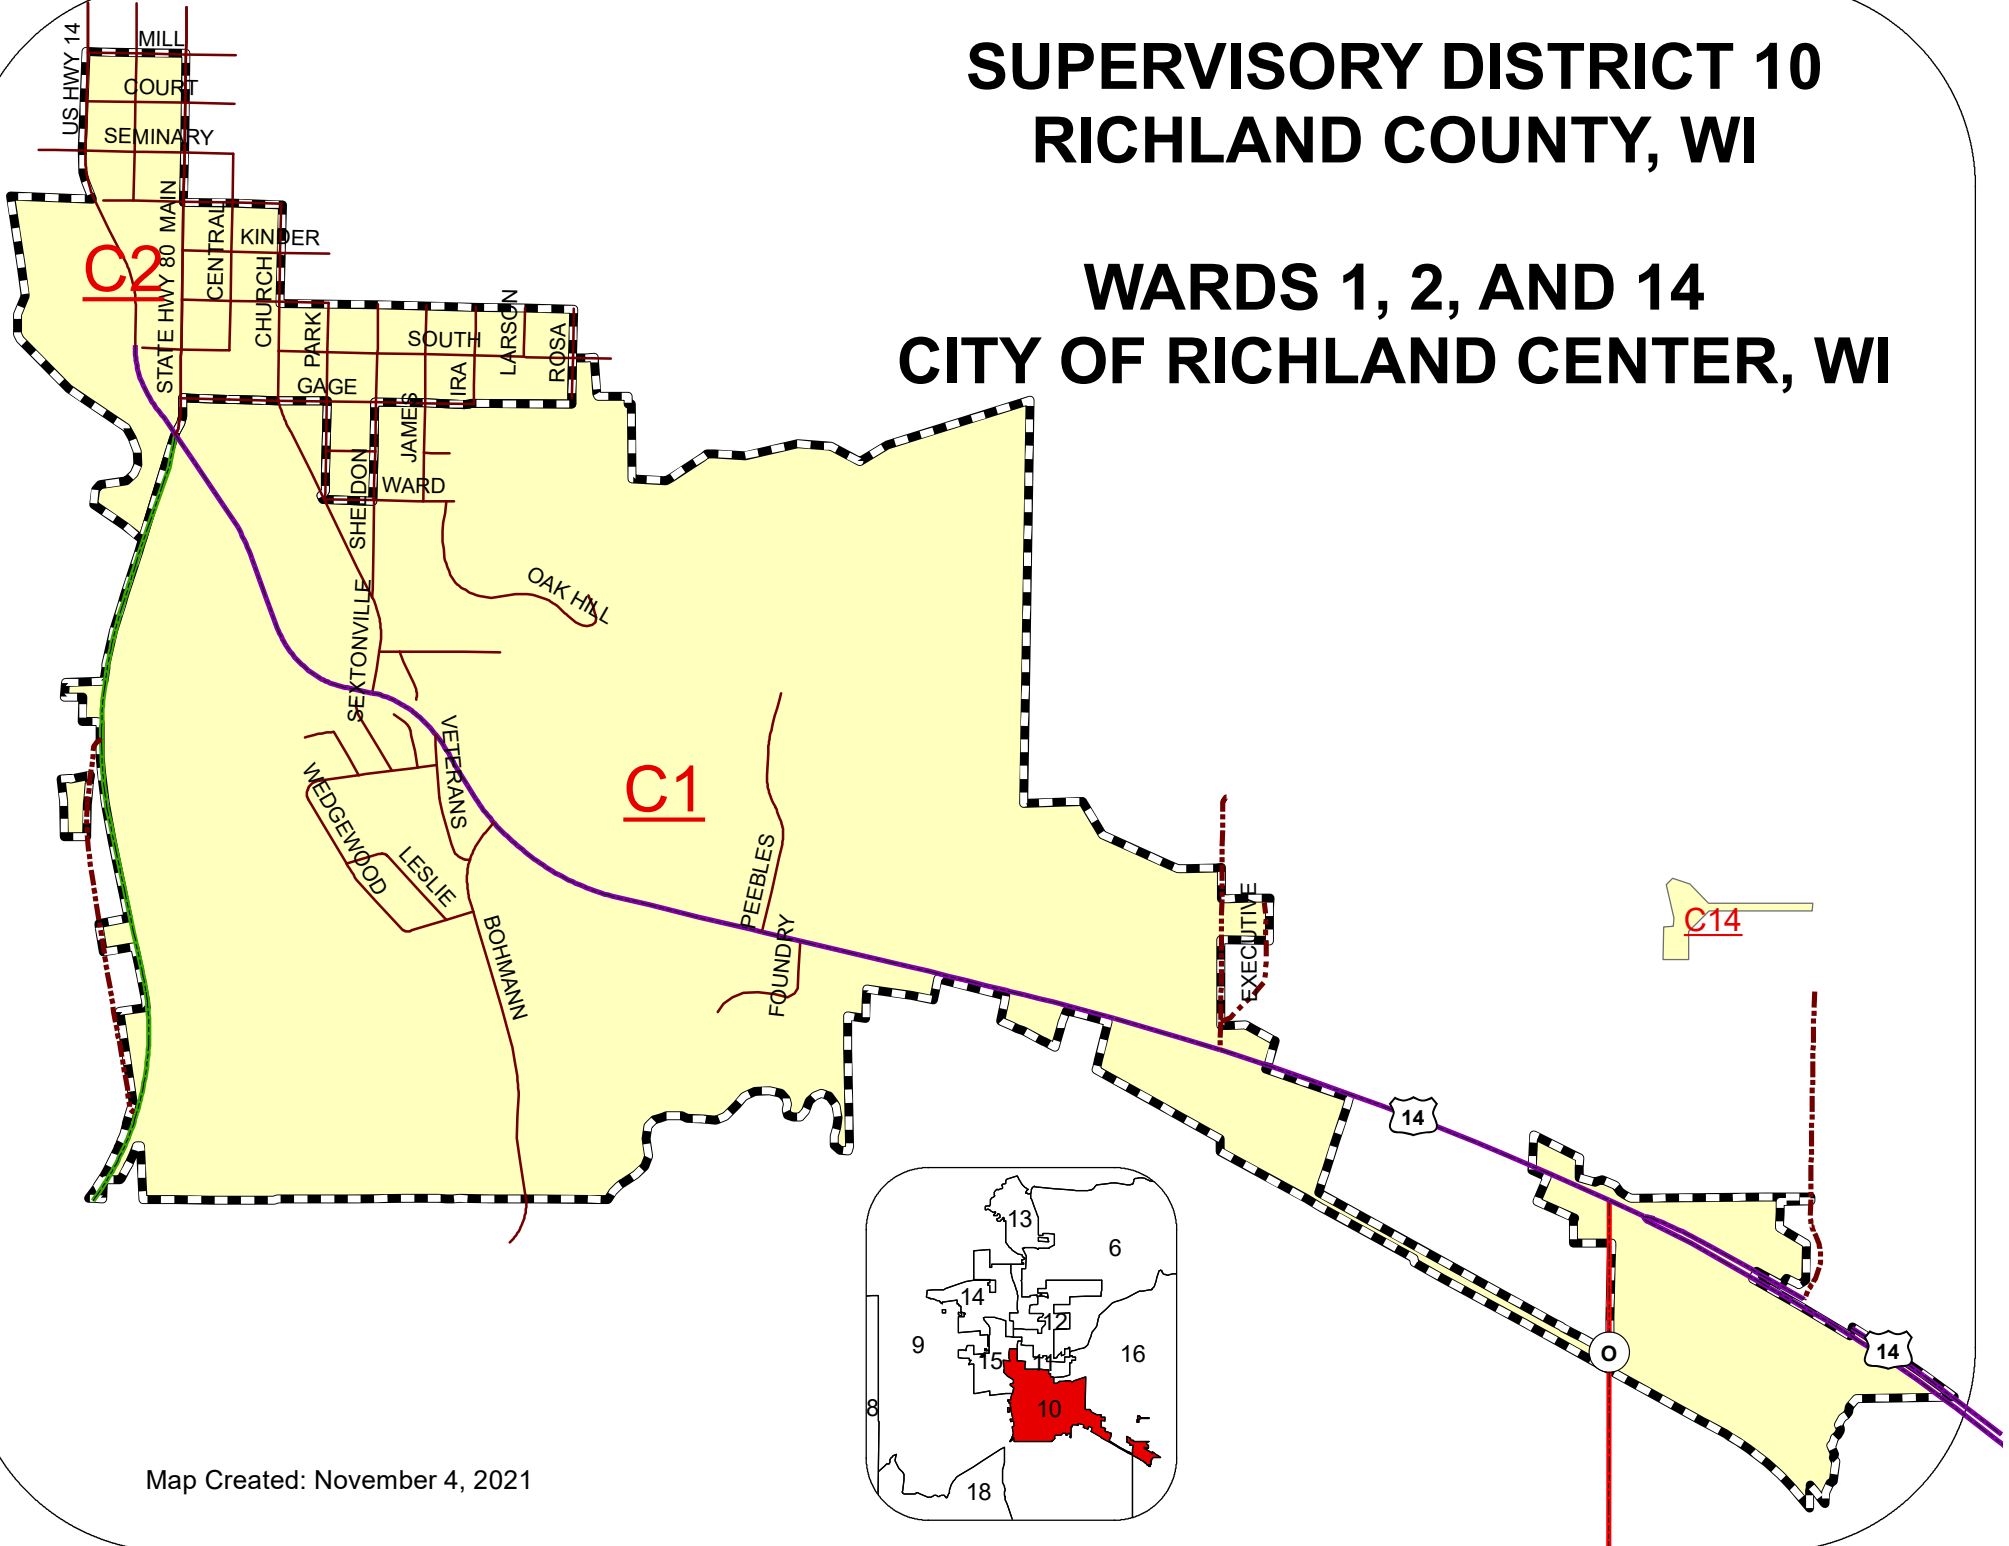 SUPERVISORY DISTRICT 10
RICHLAND COUNTY, WI
WARDS 1, 2, AND 14
CITY OF RICHLAND CENTER, WI
US HWY 14
MILL
COURT
SEMINARY
STATE HWY 80 MAIN
CENTRAL
KINDER
CHURCH
C2
PARK
SOUTH
LARSON
ROSA
IRA
GAGE
JAMES
SHELDON
WARD
OAK HILL
SEXTONVILLE
VETERANS
WEDGEWOOD
LESLIE
BOHMANN
C1
PEEBLES
FOUNDRY
EXECUTIVE
C14
14
14
O
13
6
14
12
9
15
11
16
10
8
18
Map Created: November 4, 2021